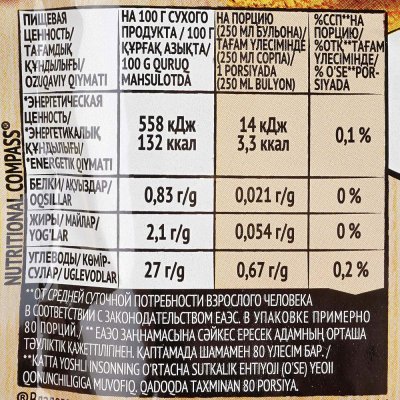 ПИЩЕВАЯ ЦЕННОСТЬ/ ТАҒАМДЫҚ ҚҰНДЫЛЫҒЫ/ OZUQAVIY QIYMATI
НА 100 Г СУХОГО ПРОДУКТА / 100 Г ҚҰРҒАҚ АЗЫҚТА/ 100 G QURUQ MAHSULOTDA
НА ПОРЦИЮ (250 МЛ БУЛЬОНА)/ ТАҒАМ ҮЛЕСІМІНДЕ (250 МЛ СОРПА)/ 1 PORSIYADA (250 ML BULYON)
%ССП**НА ПОРЦИЮ/ %ОТҚ**ТАҒАМ ҮЛЕСІМІНЕ/ % O'SE**POR-SIYADA
*ЭНЕРГЕТИЧЕСКАЯ ЦЕННОСТЬ/ *ЭНЕРГЕТИКАЛЫҚ ҚҰНДЫЛЫҒЫ/ *ENERGETIK QIYMATI
558 кДж 132 ккал
14 кДж 3,3 ккал
0,1 %
БЕЛКИ/ АҚУЫЗДАР/ OQSILLAR
0,83 г/g
0,021 г/g
0 %
ЖИРЫ/ МАЙЛАР/ YOG'LAR
2,1 г/g
0,054 г/g
0 %
УГЛЕВОДЫ/ КӨМІР-СУЛАР/ UGLEVODLAR
27 г/g
0,67 г/g
0,2 %
**ОТ СРЕДНЕЙ СУТОЧНОЙ ПОТРЕБНОСТИ ВЗРОСЛОГО ЧЕЛОВЕКА
В СООТВЕТСТВИИ С ЗАКОНОДАТЕЛЬСТВОМ ЕАЭС. В УПАКОВКЕ ПРИМЕРНО
80 ПОРЦИЙ./ ** ЕАЭО ЗАҢНАМАСЫНА СӘЙКЕС ЕРЕСЕК АДАМНЫҢ ОРТАША
ТӘУЛІКТІК ҚАЖЕТТІЛІГІНЕН. ҚАПТАМАДА ШАМАМЕН 80 ҮЛЕСІМ БАР./
**KATTA YOSHLI INSONNING O'RTACHA SUTKALIK EHTIYOJI (O'SE) YEOII
QONUNCHILIGIGA MUVOFIQ. QADOQDA TAXMINAN 80 PORSIYA.
NUTRITIONAL COMPASS®